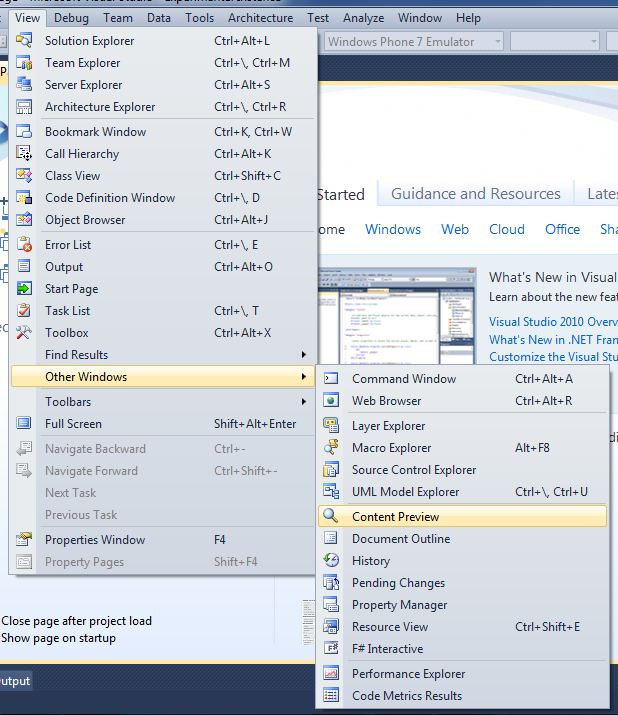 View Debug Team Data Tools Architecture Test Analyze Window Help
Windows Phone 7 Emulator
Solution Explorer Ctrl+Alt+L
Team Explorer Ctrl+\, Ctrl+M
Server Explorer Ctrl+Alt+S
Architecture Explorer Ctrl+\, Ctrl+R
Bookmark Window Ctrl+K, Ctrl+W
Call Hierarchy Ctrl+Alt+K
Class View Ctrl+Shift+C
Code Definition Window Ctrl+\, D
Object Browser Ctrl+Alt+J
Error List Ctrl+\, E
Output Ctrl+Alt+O
Start Page
Task List Ctrl+\, T
Toolbox Ctrl+Alt+X
Find Results
Other Windows
Toolbars
Full Screen Shift+Alt+Enter
Navigate Backward Ctrl+-
Navigate Forward Ctrl+Shift+-
Next Task
Previous Task
Properties Window F4
Property Pages Shift+F4
Started Guidance and Resources Late
ome Windows Web Cloud Office Sha
What's New in Visual
Learn about the new feat
Visual Studio 2010 Overv
What's New in .NET Fran
Customize the Visual Stu
Command Window Ctrl+Alt+A
Web Browser Ctrl+Alt+R
Layer Explorer
Macro Explorer Alt+F8
Source Control Explorer
UML Model Explorer Ctrl+\, Ctrl+U
Content Preview
Document Outline
History
Pending Changes
Property Manager
Resource View Ctrl+Shift+E
F# Interactive
Performance Explorer
Code Metrics Results
Close page after project load
Show page on startup
utput